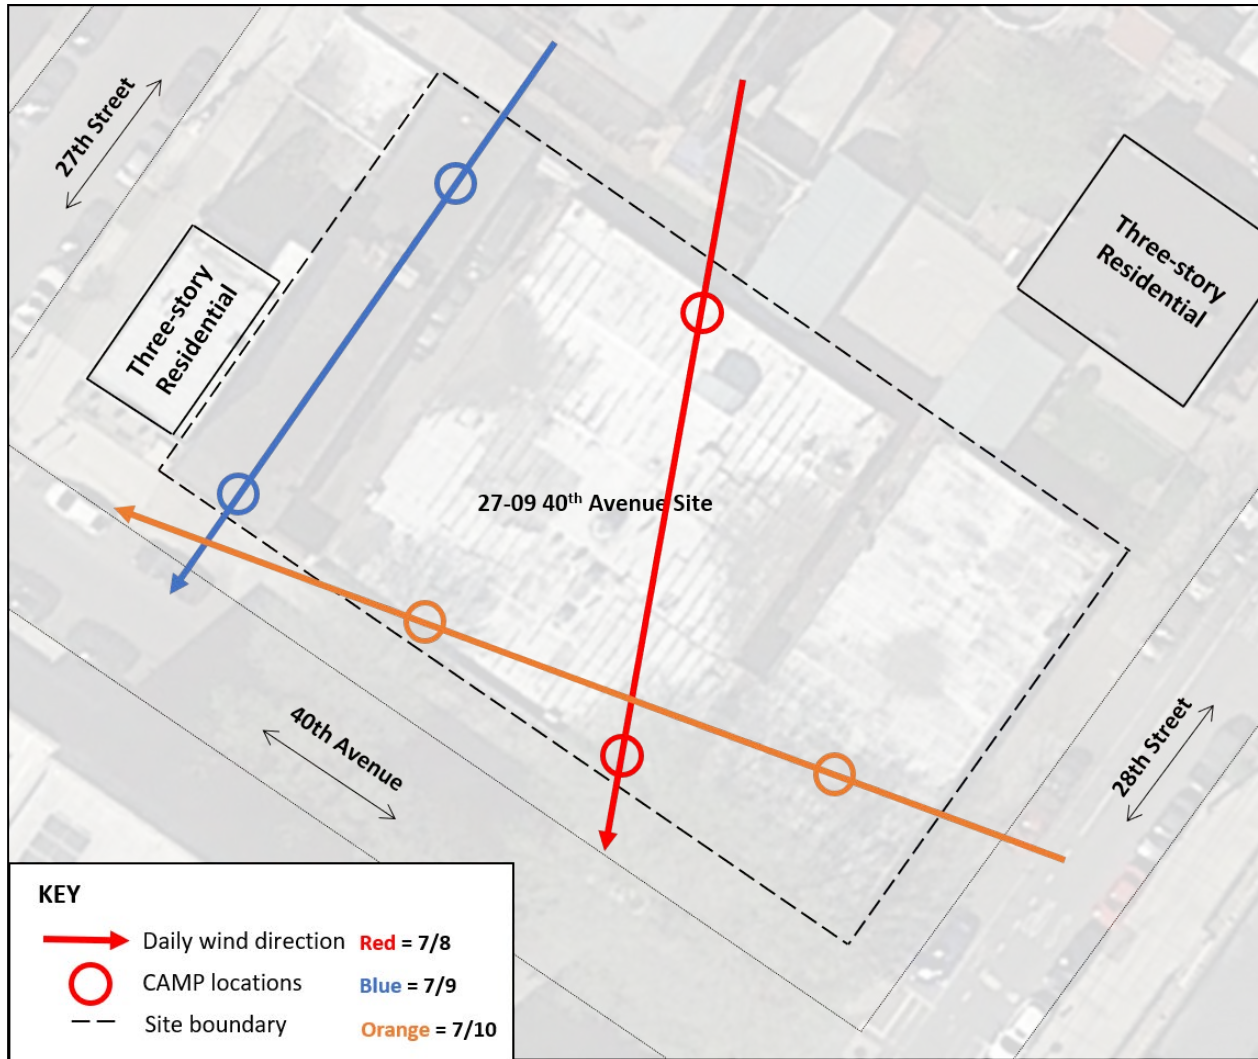 27th Street
Three-story
Residential
Three-story
Residential
27-09 40th Avenue Site
40th Avenue
28th Street
KEY
Daily wind direction Red = 7/8
CAMP locations Blue = 7/9
Site boundary Orange = 7/10